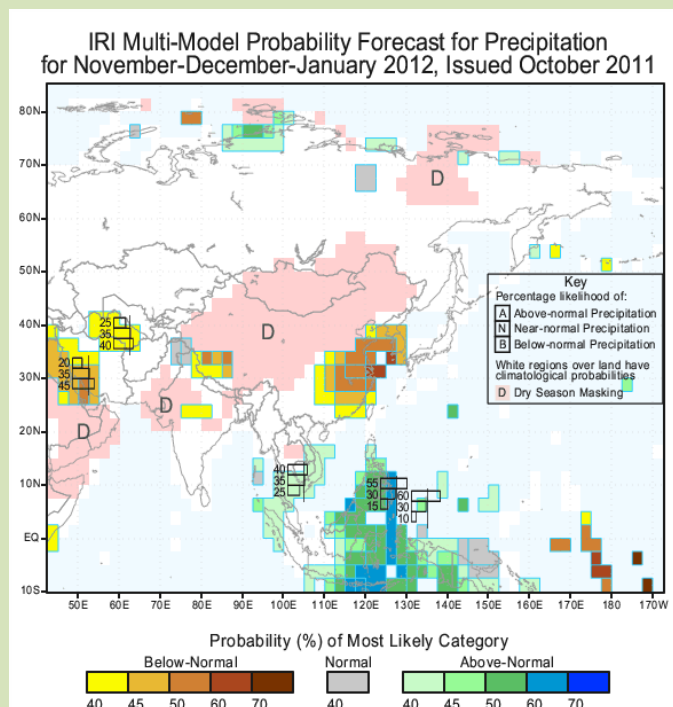 IRI Multi-Model Probability Forecast for Precipitation
for November-December-January 2012, Issued October 2011
80N
70N
60N
50N
40N
30N
20N
10N
EQ
10S
50E 60E 70E 80E 90E 100E 110E 120E 130E 140E 150E 160E 170E 180 170W
D
D
D
D
25
35
40
20
35
45
40
35
25
55
30
15
60
30
10
Key
Percentage likelihood of:
A Above-normal Precipitation
N Near-normal Precipitation
B Below-normal Precipitation
White regions over land have
climatological probabilities
D Dry Season Masking
Probability (%) of Most Likely Category
Below-Normal Normal Above-Normal
40 45 50 60 70 40 40 45 50 60 70